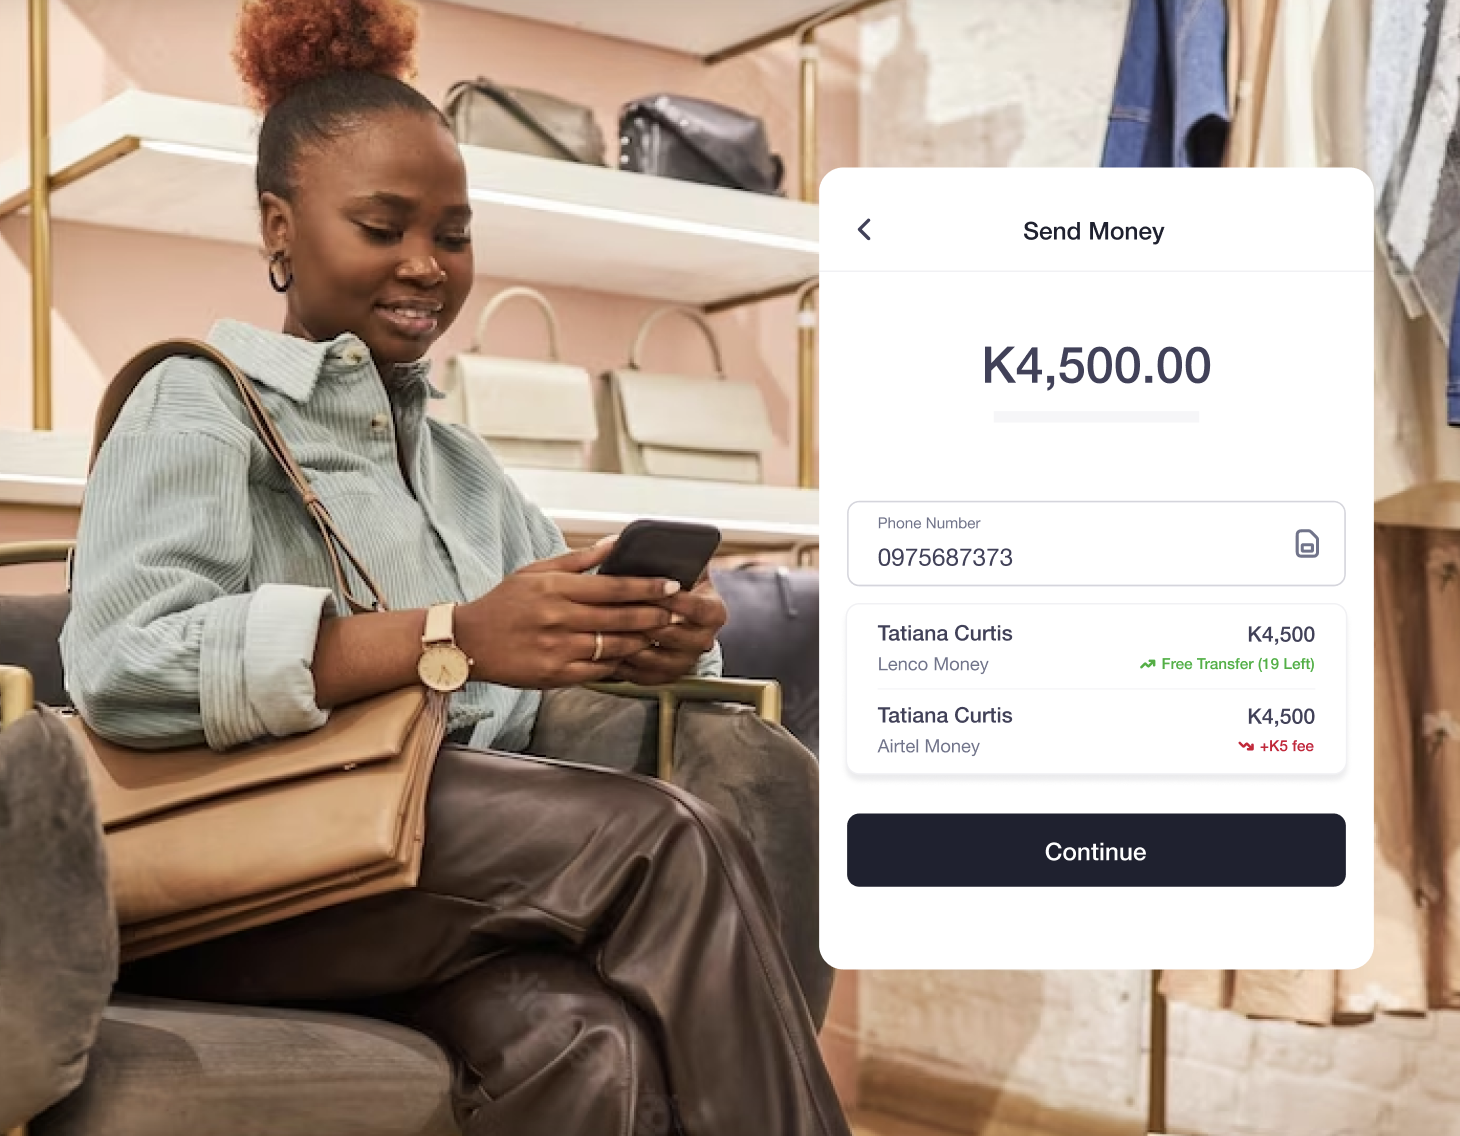 Send Money
K4,500.00
Phone Number
0975687373
Tatiana Curtis K4,500
Lenco Money Free Transfer (19 Left)
Tatiana Curtis K4,500
Airtel Money +K5 fee
Continue